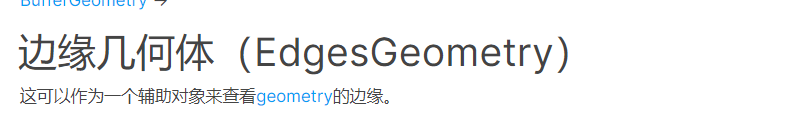 BufferGeometry →
边缘几何体（EdgesGeometry）
这可以作为一个辅助对象来查看geometry的边缘。